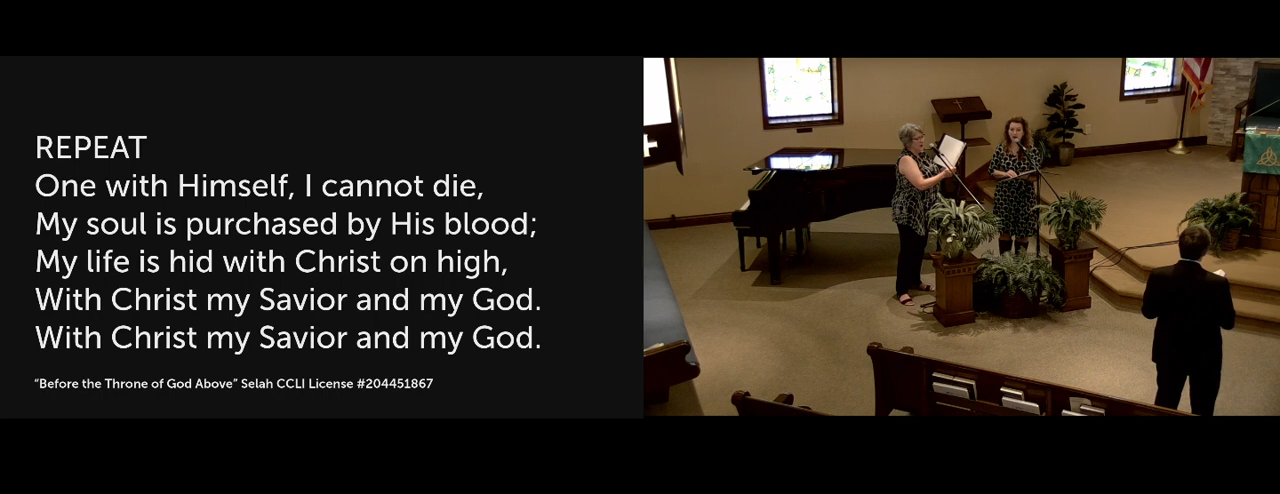 REPEAT
One with Himself, I cannot die,
My soul is purchased by His blood;
My life is hid with Christ on high,
With Christ my Savior and my God.
With Christ my Savior and my God.
“Before the Throne of God Above” Selah CCLI License #204451867